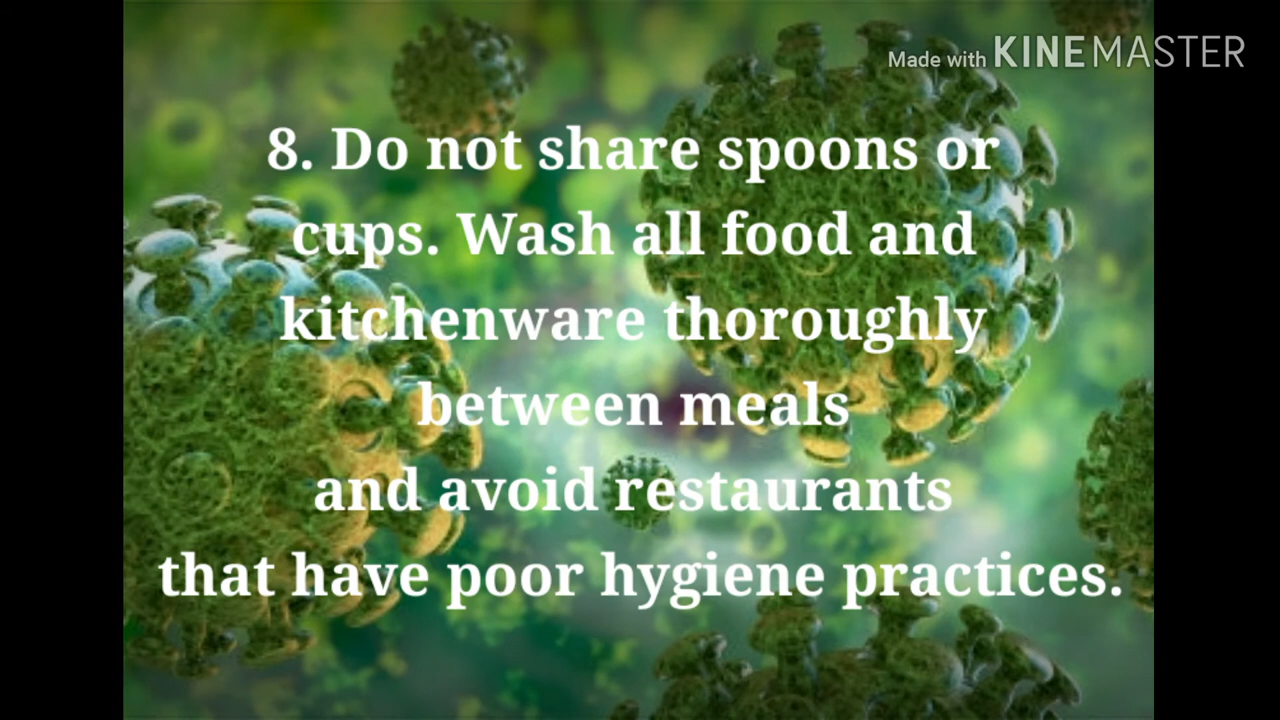 Made with KINEMASTER
8. Do not share spoons or
cups. Wash all food and
kitchenware thoroughly
between meals
and avoid restaurants
that have poor hygiene practices.